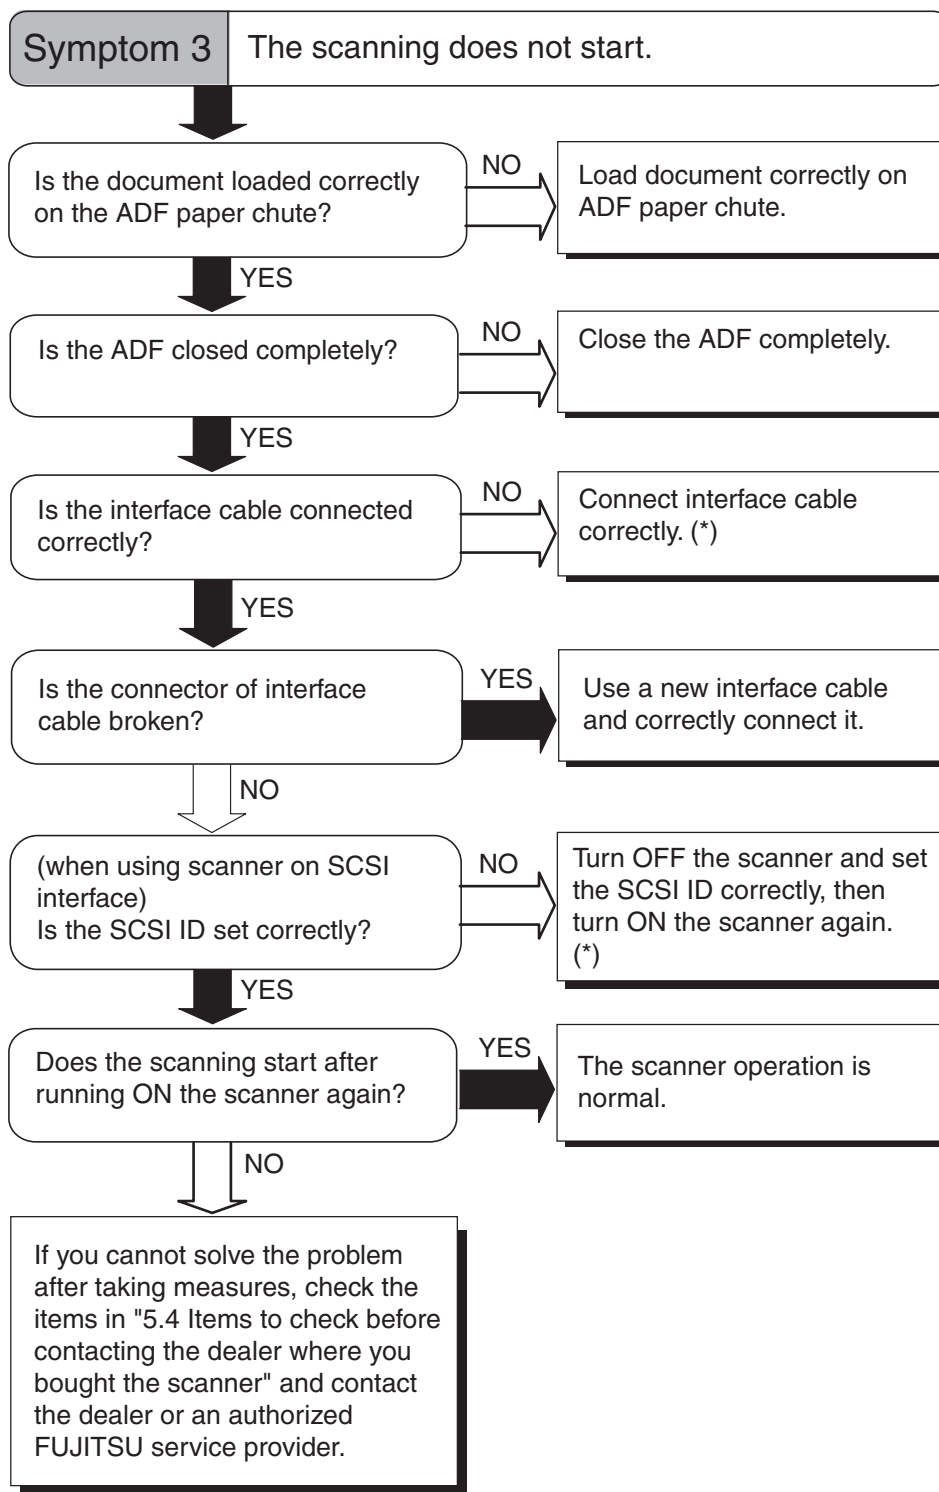 Symptom 3
The scanning does not start.
Is the document loaded correctly
on the ADF paper chute?
NO
Load document correctly on
ADF paper chute.
YES
Is the ADF closed completely?
NO
Close the ADF completely.
YES
Is the interface cable connected
correctly?
NO
Connect interface cable
correctly. (*)
YES
Is the connector of interface
cable broken?
YES
Use a new interface cable
and correctly connect it.
NO
(when using scanner on SCSI
interface)
Is the SCSI ID set correctly?
NO
Turn OFF the scanner and set
the SCSI ID correctly, then
turn ON the scanner again.
(*)
YES
Does the scanning start after
running ON the scanner again?
YES
The scanner operation is
normal.
NO
If you cannot solve the problem
after taking measures, check the
items in "5.4 Items to check before
contacting the dealer where you
bought the scanner" and contact
the dealer or an authorized
FUJITSU service provider.